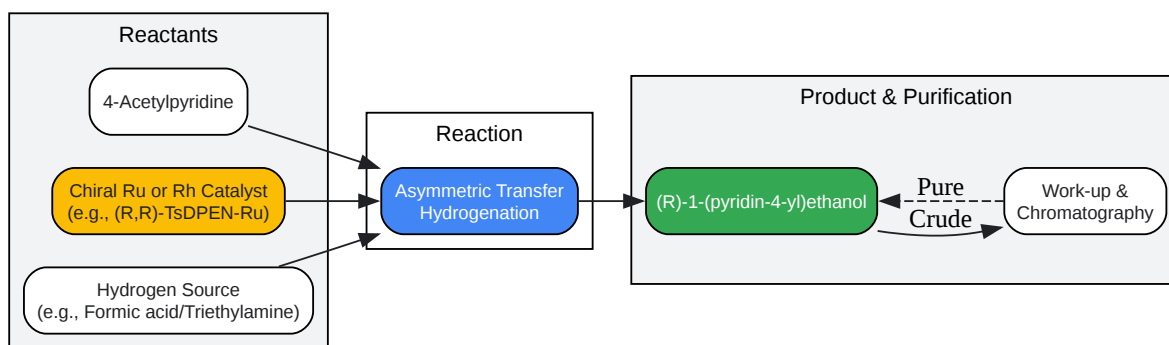 Reactants
4-Acetylpyridine
Chiral Ru or Rh Catalyst
(e.g., (R,R)-TsDPEN-Ru)
Hydrogen Source
(e.g., Formic acid/Triethylamine)
Reaction
Asymmetric Transfer
Hydrogenation
Product & Purification
(R)-1-(pyridin-4-yl)ethanol
Pure
Crude
Work-up &
Chromatography